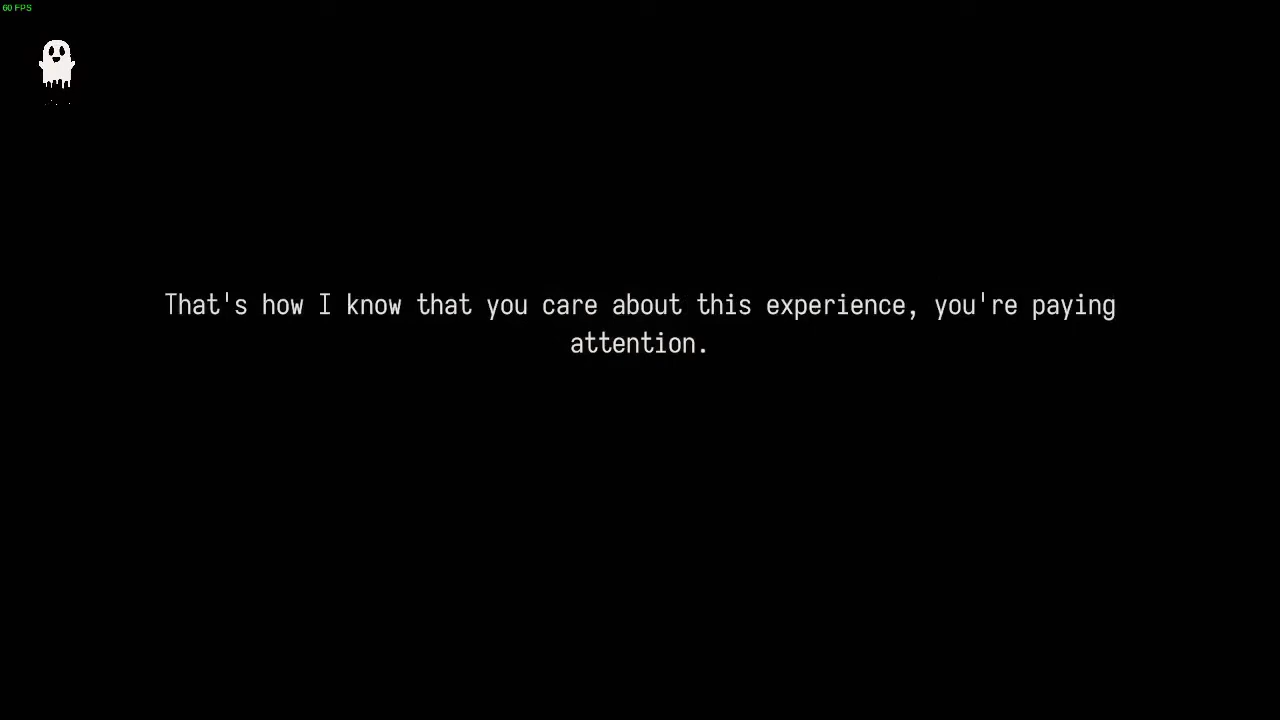 60 FPS
That's how I know that you care about this experience, you're paying
attention.